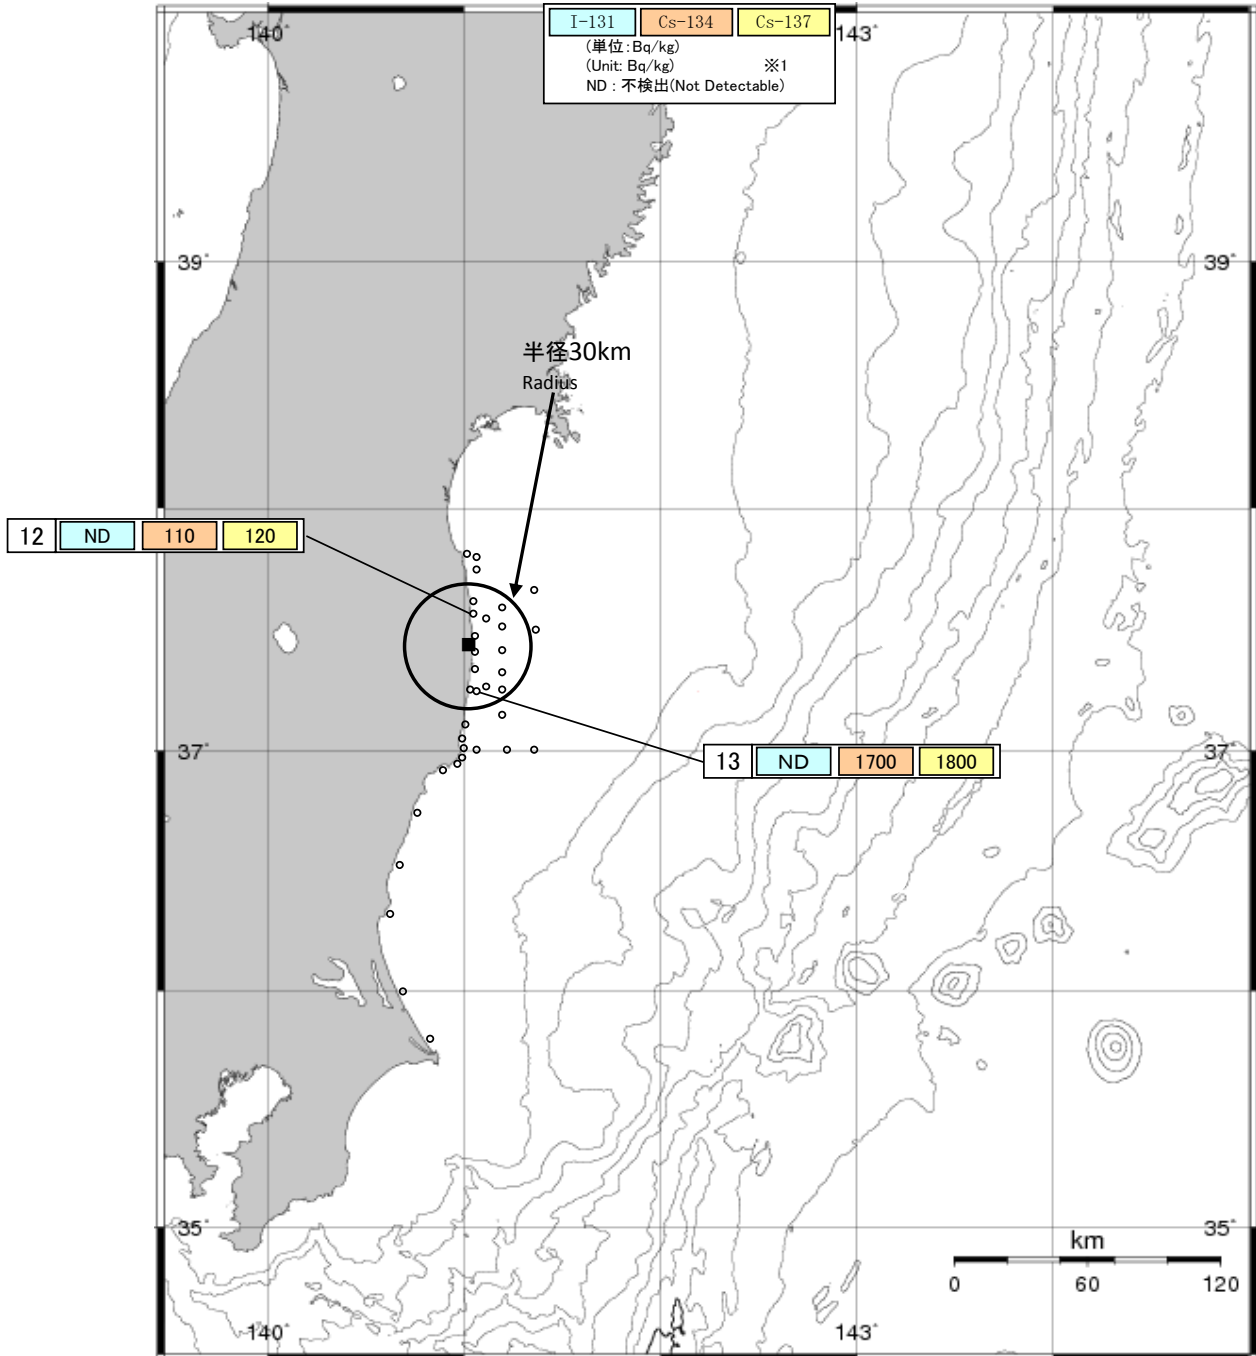 I-131 Cs-134 Cs-137
(単位:Bq/kg)
(Unit: Bq/kg) ※1
ND : 不検出(Not Detectable)
140° 143°
39° 39°
半径30km
Radius
12 ND 110 120
37° 37°
13 ND 1700 1800
35° 35°
km
0 60 120
140° 143°